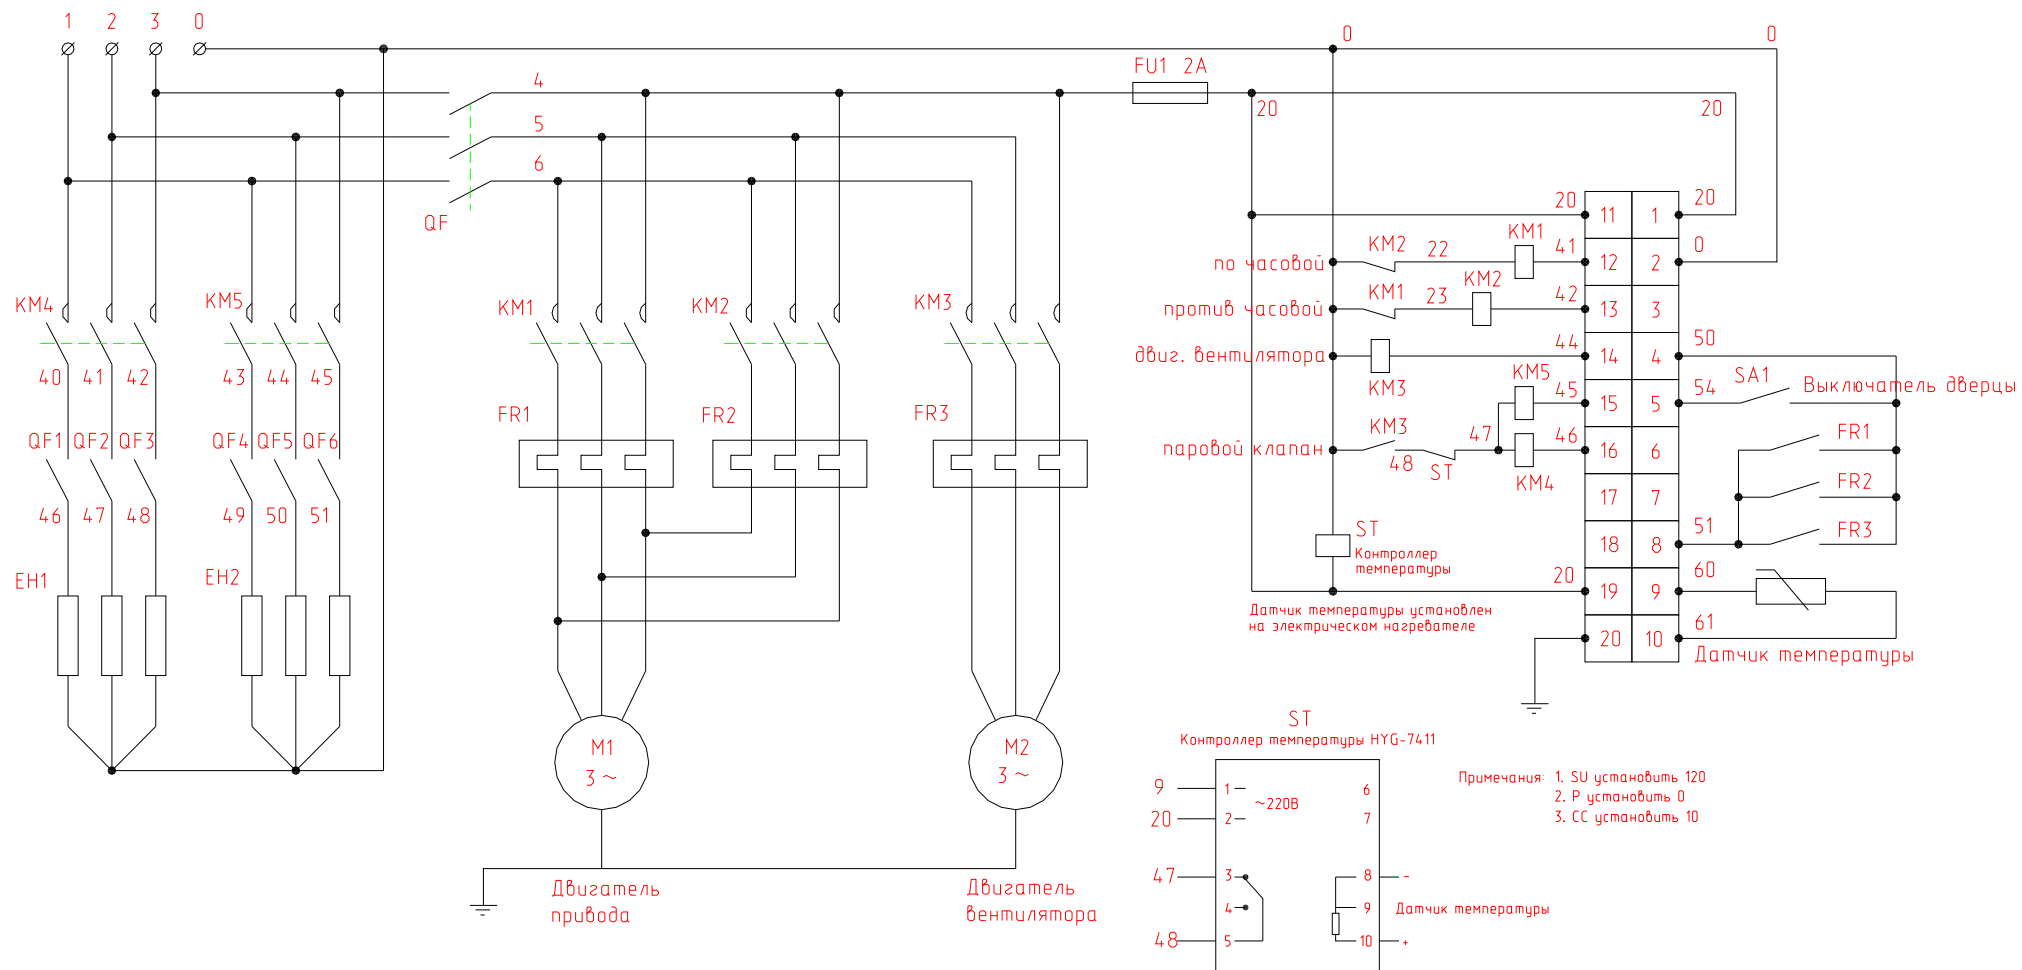 1 2 3 0
0 0
FU1 2A
4
20 20
5
6
QF
20 11 1 20
KM1
KM2 22 41 12 2 0
по часовой
KM2
KM1 23 42 13 3
против часовой
KM4 KM5 KM1 KM2 KM3
44 14 4 50
двиг. вентилятора
KM3
KM5
45 15 5 54 SA1 Выключатель дверцы
40 41 42 43 44 45
FR1 FR2 FR3
KM3 47 46 16 6 FR1
паровой клапан
48 ST KM4
QF1 QF2 QF3 QF4 QF5 QF6
17 7 FR2
46 47 48 49 50 51
18 8 51 FR3
ST
Контроллер
температуры
EH1 EH2
20 19 9 60
Датчик температуры установлен
на электрическом нагревателе
20 10 61
Датчик температуры
M1
3 ~
M2
3 ~
Двигатель
привода
Двигатель
вентилятора
ST
Контроллер температуры HYG-7411
9 1 6
~220В
20 2 7
47 3 8 -
4 9 Датчик температуры
48 5 10 +
Примечания: 1. SU установить 120
2. P установить 0
3. CC установить 10